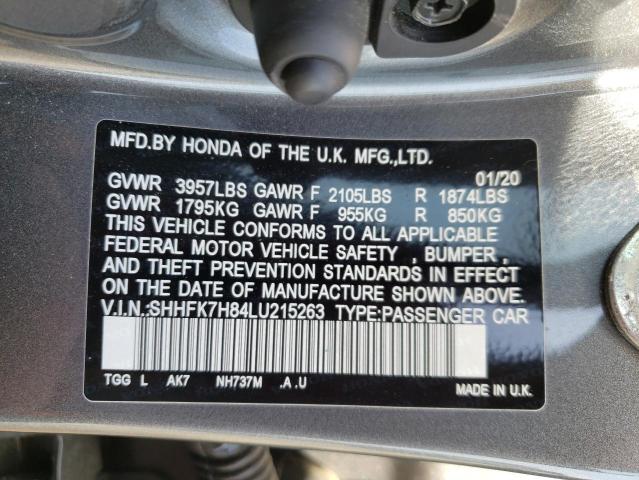 MFD.BY HONDA OF THE U.K. MFG.,LTD.
01/20
GVWR 3957LBS GAWR F 2105LBS R 1874LBS
GVWR 1795KG GAWR F 955KG R 850KG
THIS VEHICLE CONFORMS TO ALL APPLICABLE
FEDERAL MOTOR VEHICLE SAFETY , BUMPER ,
AND THEFT PREVENTION STANDARDS IN EFFECT
ON THE DATE OF MANUFACTURE SHOWN ABOVE.
V.I.N.:SHHFK7H84LU215263 TYPE:PASSENGER CAR
TGG L AK7 NH737M .A .U
MADE IN U.K.